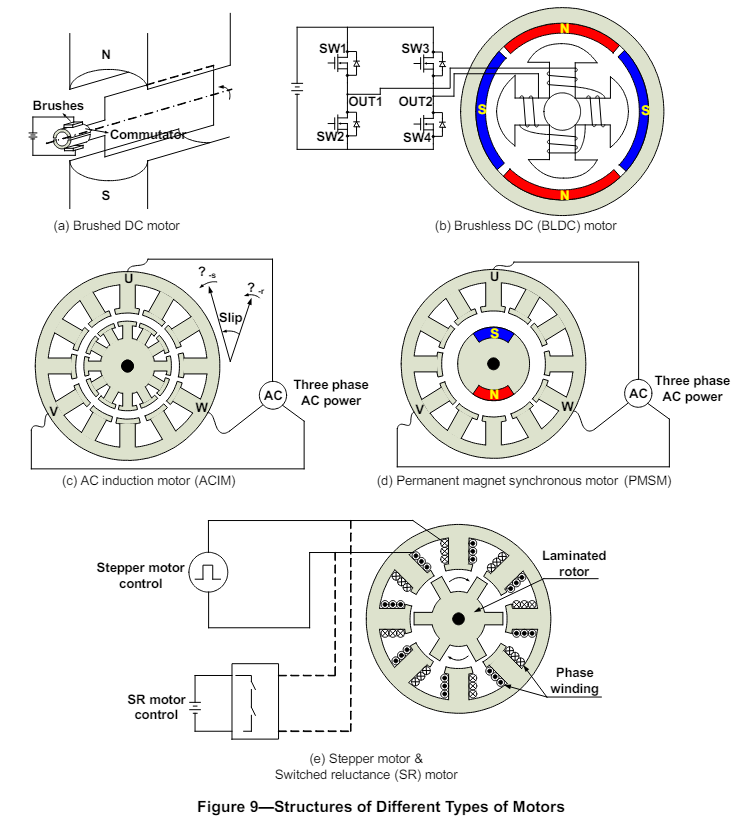 N
Brushes
Commutator
S
(a) Brushed DC motor
SW1
SW3
OUT1
OUT2
SW2
SW4
N
S
S
N
(b) Brushless DC (BLDC) motor
U
?-s
?-r
Slip
V
W
AC
Three phase
AC power
(c) AC induction motor (ACIM)
U
S
N
V
W
AC
Three phase
AC power
(d) Permanent magnet synchronous motor (PMSM)
Stepper motor
control
Laminated
rotor
SR motor
control
Phase
winding
(e) Stepper motor &
Switched reluctance (SR) motor
Figure 9—Structures of Different Types of Motors